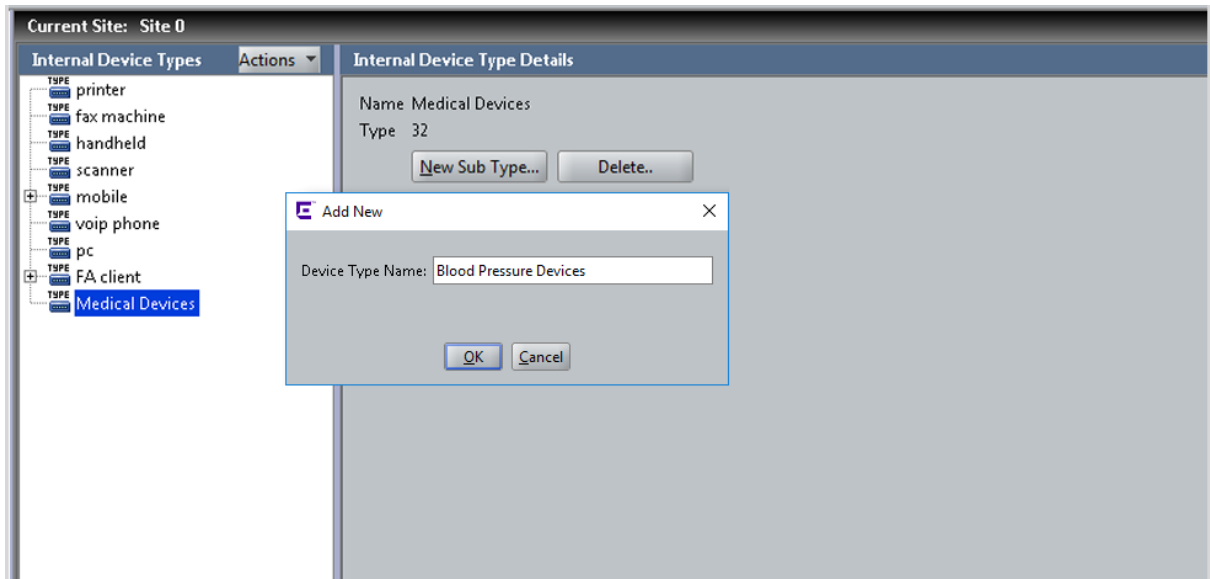 Current Site: Site 0
Internal Device Types
Actions
Internal Device Type Details
TYPE
printer
TYPE
fax machine
TYPE
handheld
TYPE
scanner
TYPE
mobile
TYPE
voip phone
TYPE
pc
TYPE
FA client
TYPE
Medical Devices
Name Medical Devices
Type 32
New Sub Type...
Delete..
Add New
Device Type Name: Blood Pressure Devices
OK
Cancel